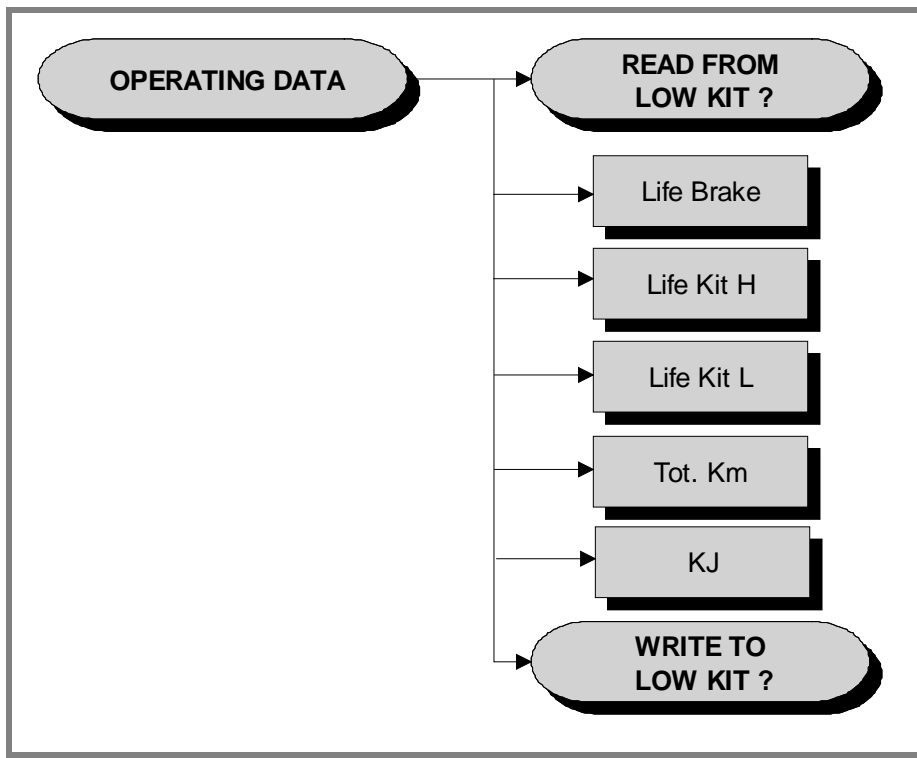 OPERATING DATA
READ FROM
LOW KIT ?
Life Brake
Life Kit H
Life Kit L
Tot. Km
KJ
WRITE TO
LOW KIT ?